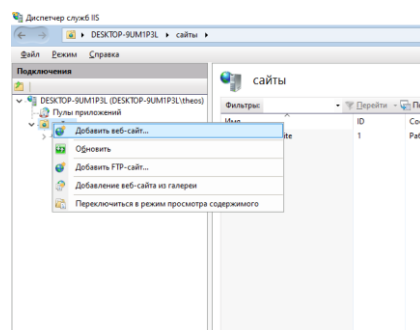 Диспетчер служб IIS
DESKTOP-9UM1P3L ▸ сайты ▸
Файл Режим Справка
Подключения
сайты
DESKTOP-9UM1P3L (DESKTOP-9UM1P3L\theos)
Пулы приложений
Фильтры: Перейти
Имя ID
ite 1
Добавить веб-сайт...
Обновить
Добавить FTP-сайт...
Добавление веб-сайта из галереи
Переключиться в режим просмотра содержимого